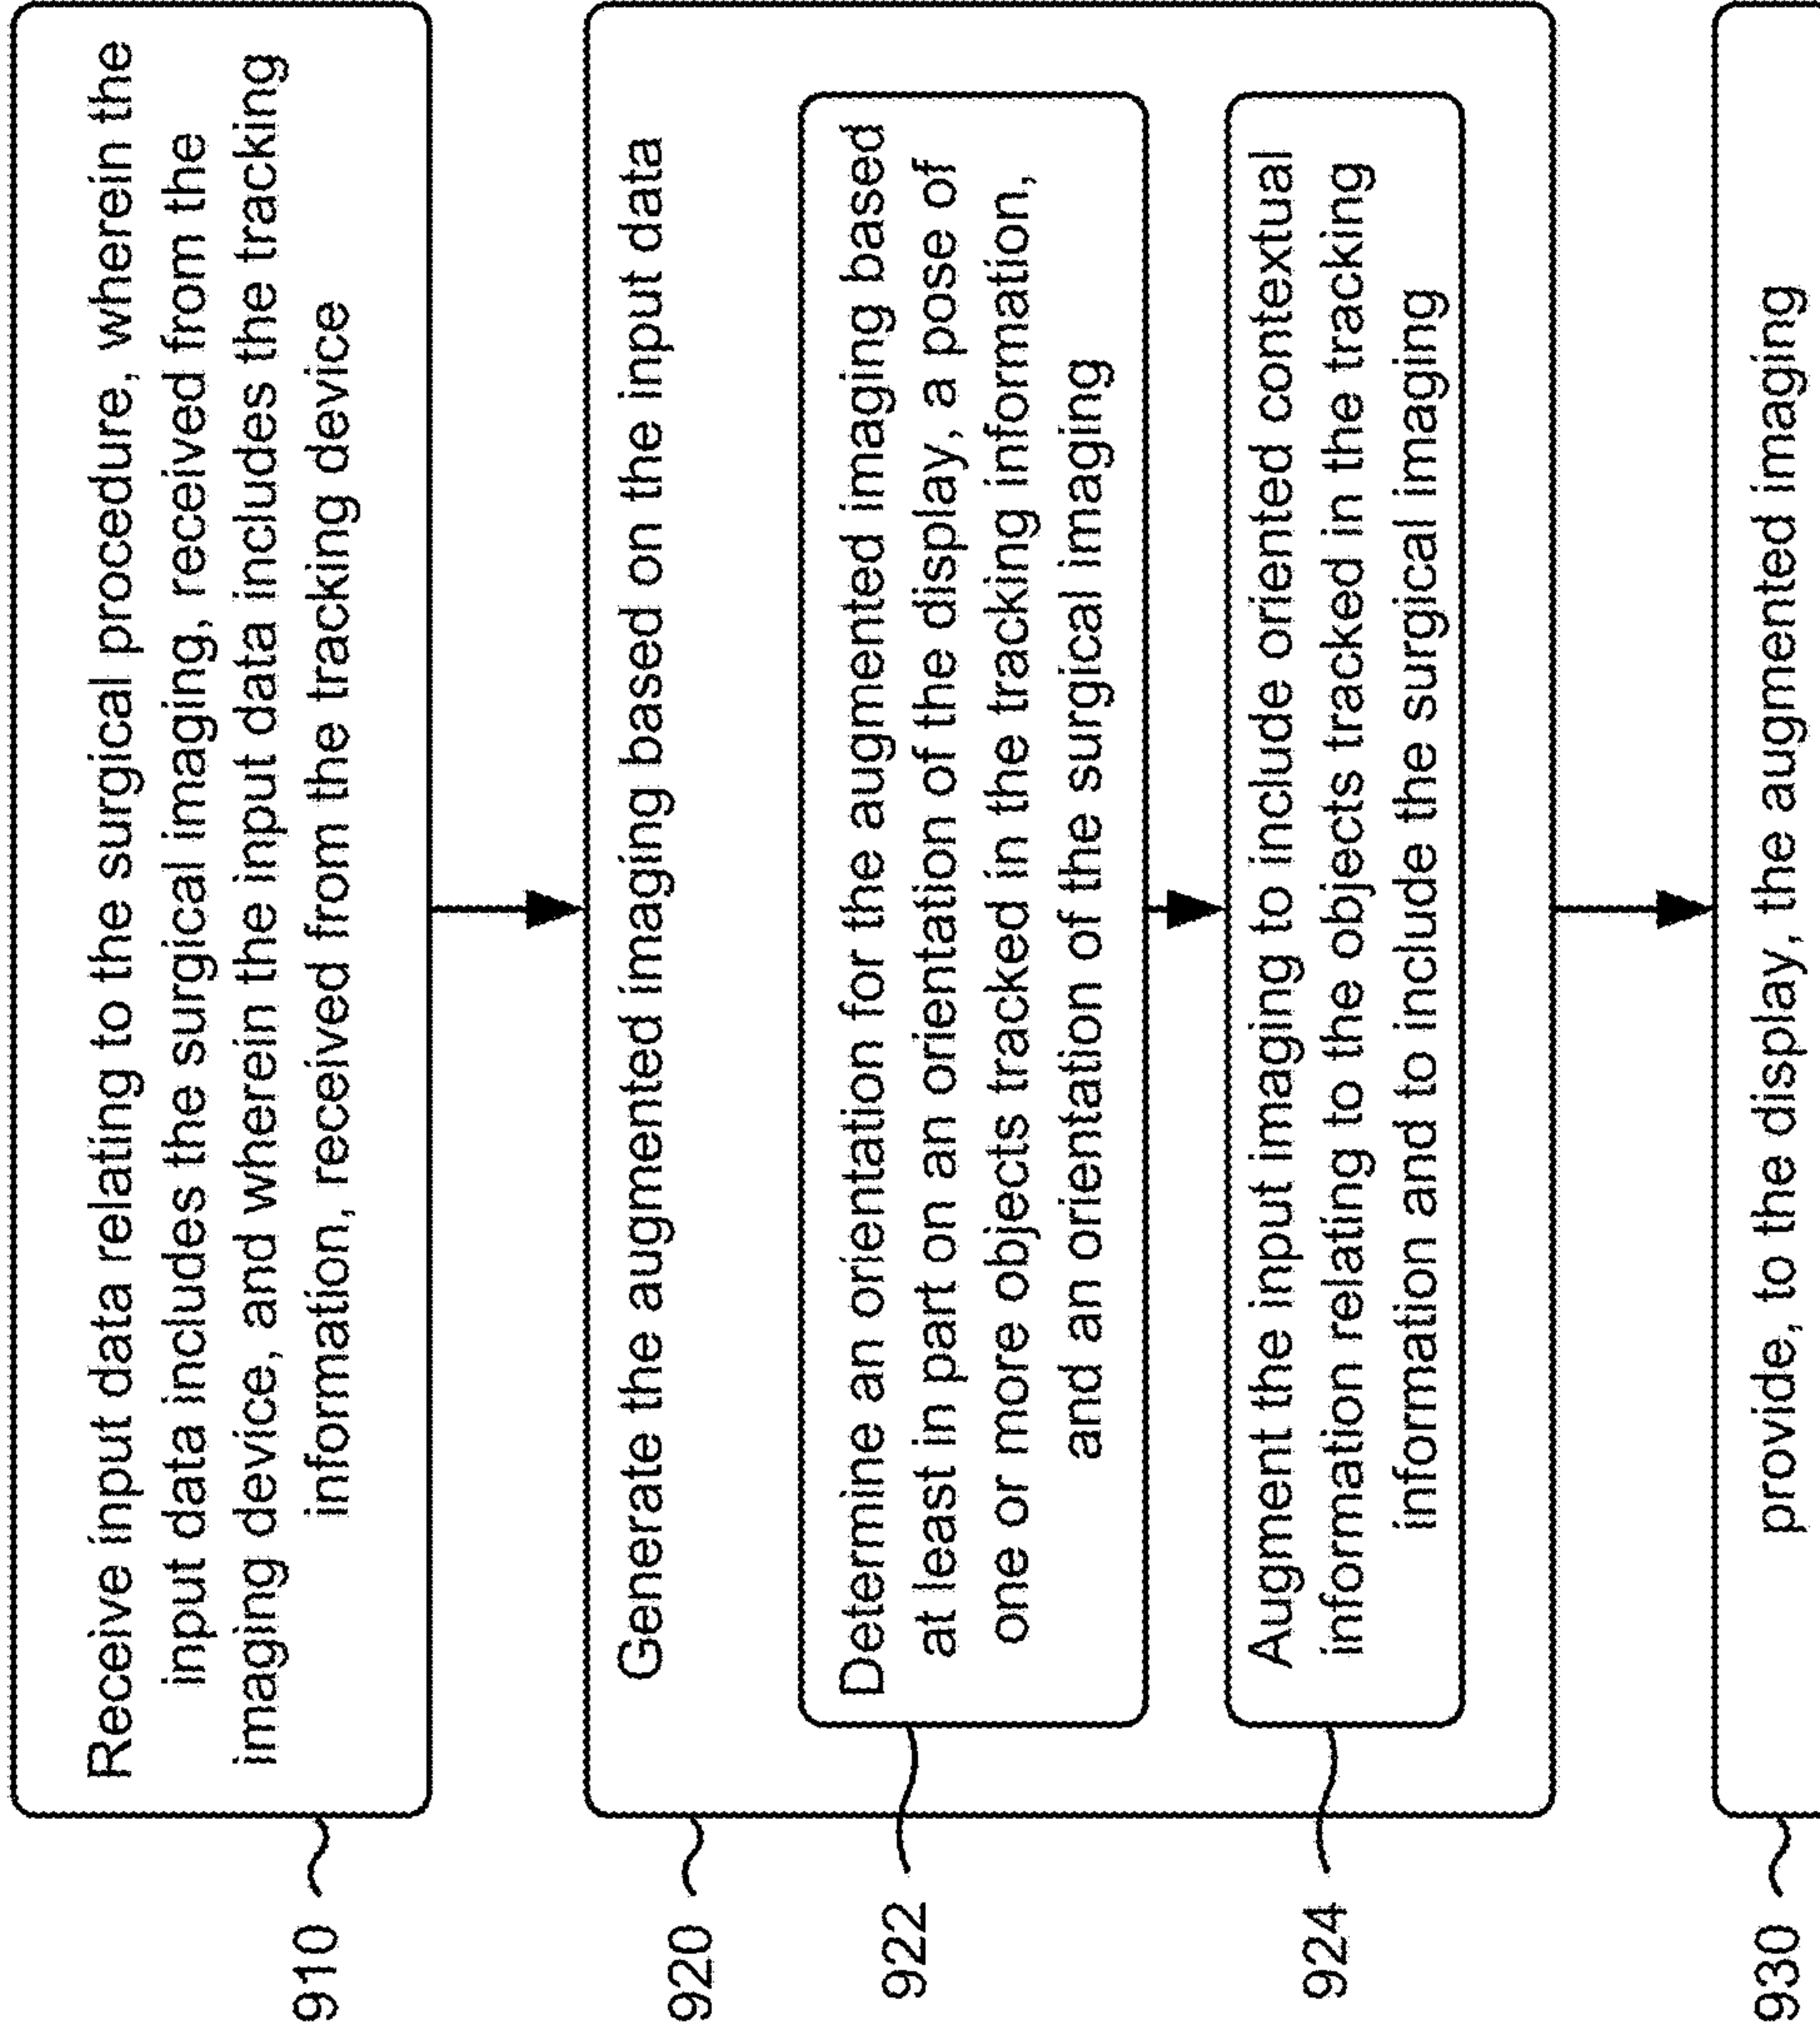 910
Receive input data relating to the surgical procedure, wherein the
input data includes the surgical imaging, received from the
imaging device, and wherein the input data includes the tracking
information, received from the tracking device
920
Generate the augmented imaging based on the input data
922
Determine an orientation for the augmented imaging based
at least in part on an orientation of the display, a pose of
one or more objects tracked in the tracking information,
and an orientation of the surgical imaging
924
Augment the input imaging to include oriented contextual
information relating to the objects tracked in the tracking
information and to include the surgical imaging
930
provide, to the display, the augmented imaging